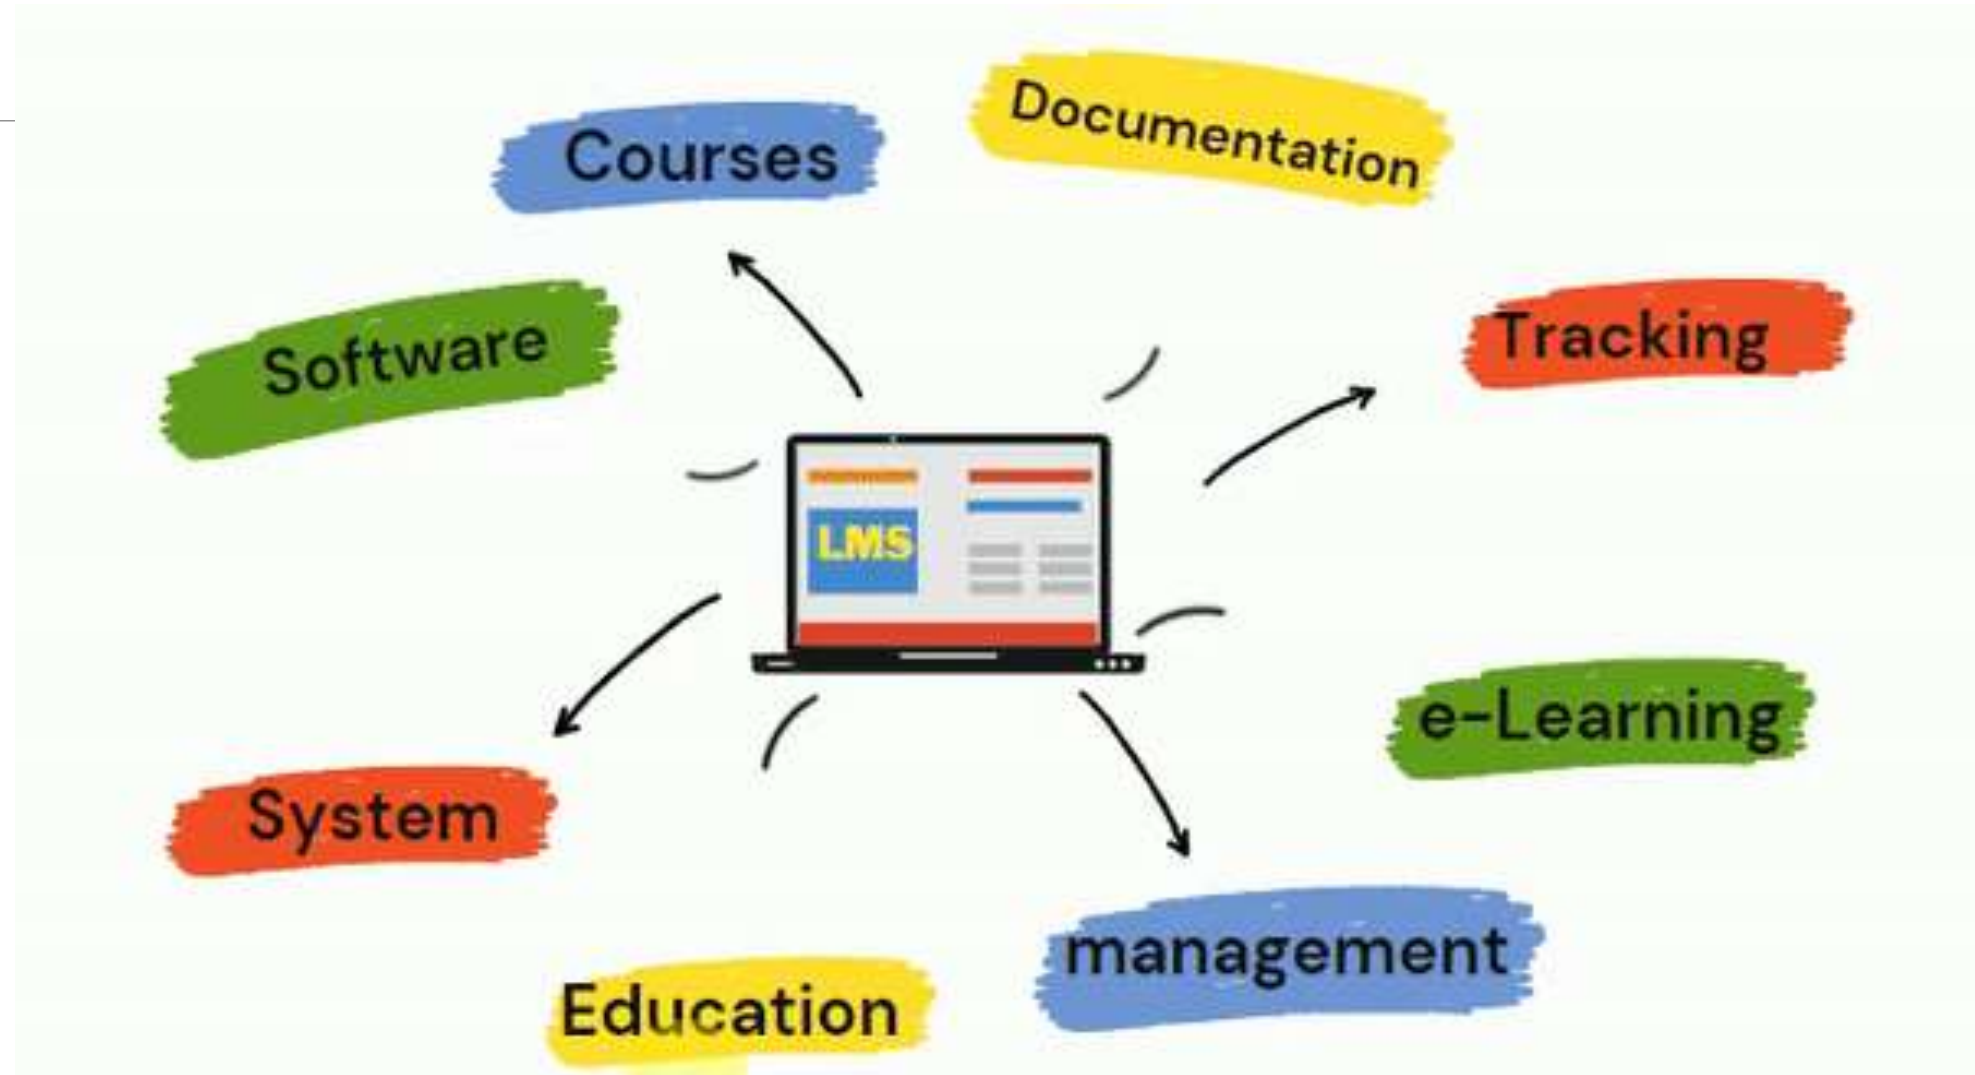 Courses
Documentation
Software
Tracking
LMS
e-Learning
System
management
Education